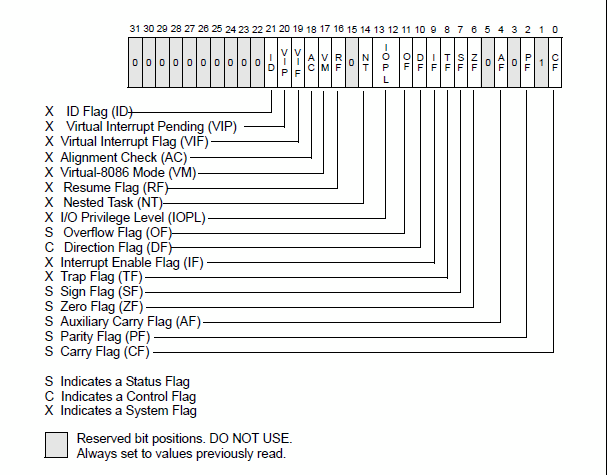 31 30 29 28 27 26 25 24 23 22 21 20 19 18 17 16 15 14 13 12 11 10 9 8 7 6 5 4 3 2 1 0
0 0 0 0 0 0 0 0 0 0 ID VIP VIF AC VM RF 0 NT IOPL OF DF IF TF SF ZF 0 AF 0 PF 1 CF
X ID Flag (ID)
X Virtual Interrupt Pending (VIP)
X Virtual Interrupt Flag (VIF)
X Alignment Check (AC)
X Virtual-8086 Mode (VM)
X Resume Flag (RF)
X Nested Task (NT)
X I/O Privilege Level (IOPL)
S Overflow Flag (OF)
C Direction Flag (DF)
X Interrupt Enable Flag (IF)
X Trap Flag (TF)
S Sign Flag (SF)
S Zero Flag (ZF)
S Auxiliary Carry Flag (AF)
S Parity Flag (PF)
S Carry Flag (CF)
S Indicates a Status Flag
C Indicates a Control Flag
X Indicates a System Flag
Reserved bit positions. DO NOT USE.
Always set to values previously read.